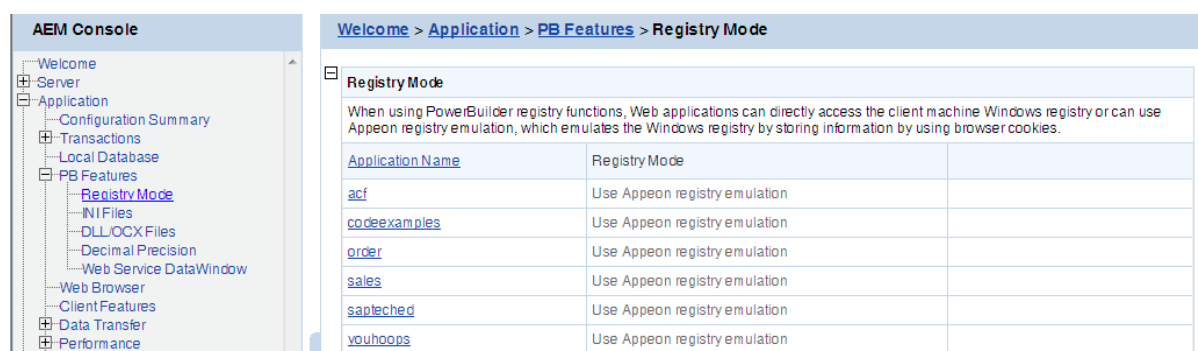 AEM Console
Welcome
Server
Application
Configuration Summary
Transactions
Local Database
PB Features
Registry Mode
INI Files
DLL/OCX Files
Decimal Precision
Web Service DataWindow
Web Browser
Client Features
Data Transfer
Performance
Welcome > Application > PB Features > Registry Mode
Registry Mode
When using PowerBuilder registry functions, Web applications can directly access the client machine Windows registry or can use
Appeon registry emulation, which emulates the Windows registry by storing information by using browser cookies.
Application Name Registry Mode
acf Use Appeon registry emulation
codeexamples Use Appeon registry emulation
order Use Appeon registry emulation
sales Use Appeon registry emulation
sapteched Use Appeon registry emulation
youhoops Use Appeon registry emulation